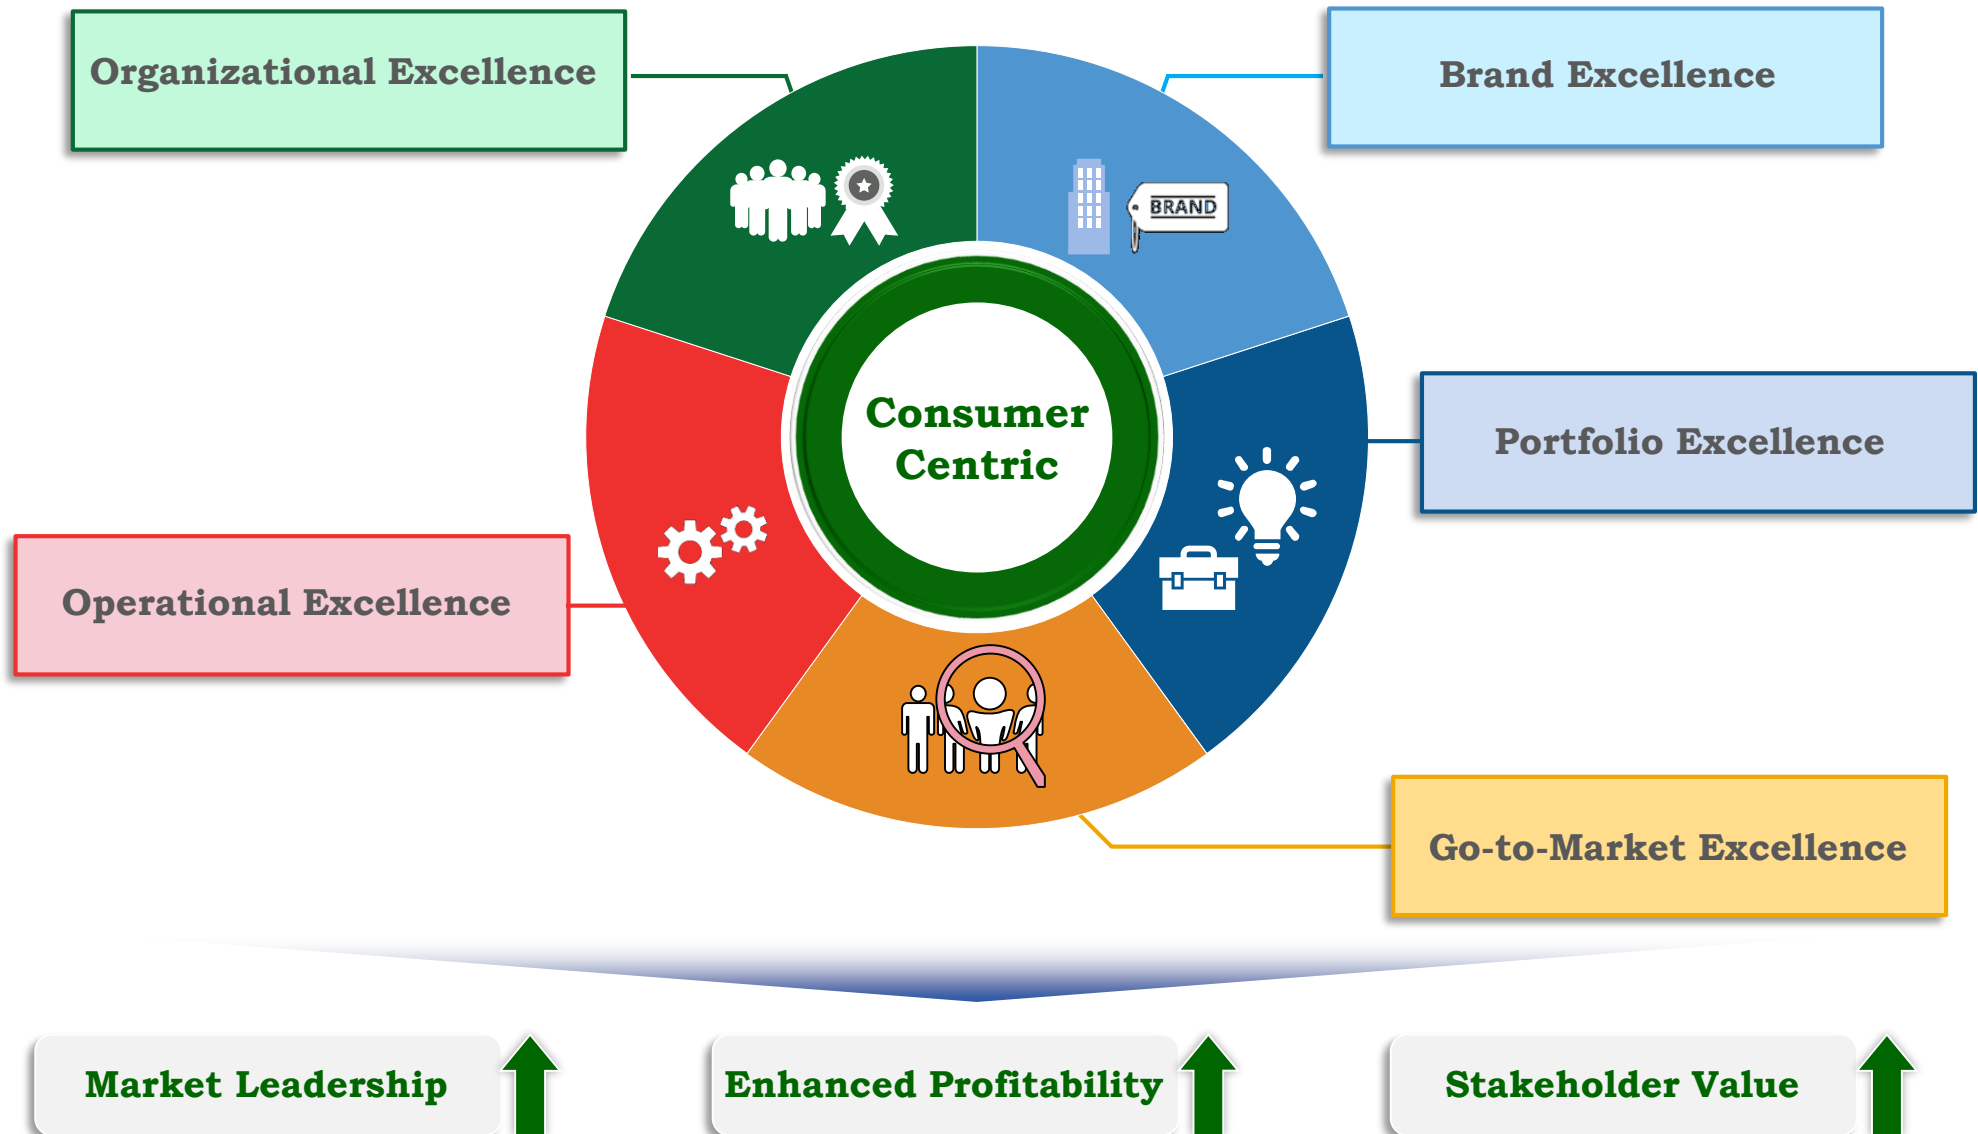 Organizational Excellence
Brand Excellence
BRAND
Consumer
Centric
Portfolio Excellence
Operational Excellence
Go-to-Market Excellence
Market Leadership
Enhanced Profitability
Stakeholder Value